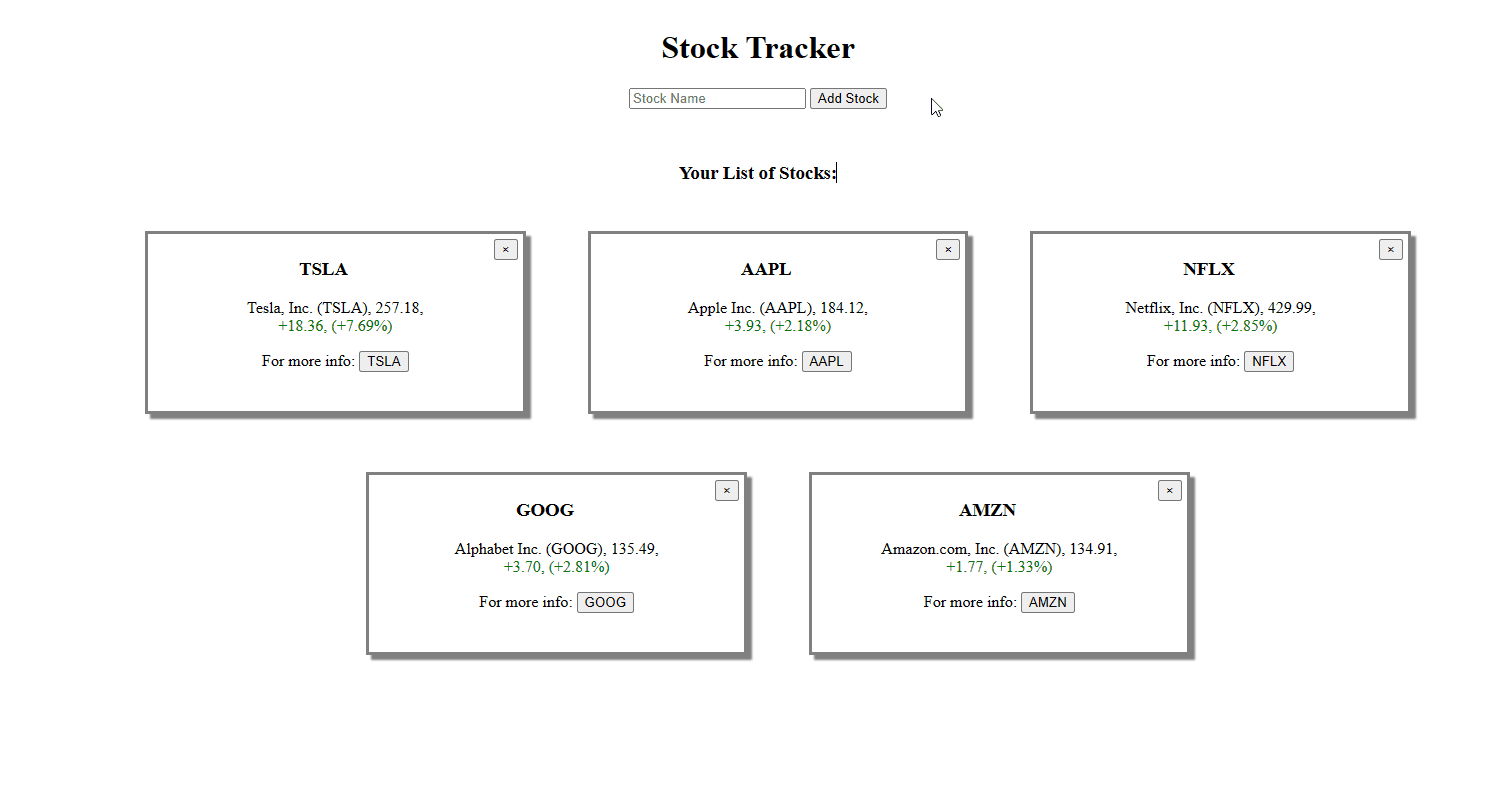 Stock Tracker
Stock Name
Add Stock
Your List of Stocks:
×
TSLA
Tesla, Inc. (TSLA), 257.18,
+18.36, (+7.69%)
For more info: TSLA
×
AAPL
Apple Inc. (AAPL), 184.12,
+3.93, (+2.18%)
For more info: AAPL
×
NFLX
Netflix, Inc. (NFLX), 429.99,
+11.93, (+2.85%)
For more info: NFLX
×
GOOG
Alphabet Inc. (GOOG), 135.49,
+3.70, (+2.81%)
For more info: GOOG
×
AMZN
Amazon.com, Inc. (AMZN), 134.91,
+1.77, (+1.33%)
For more info: AMZN